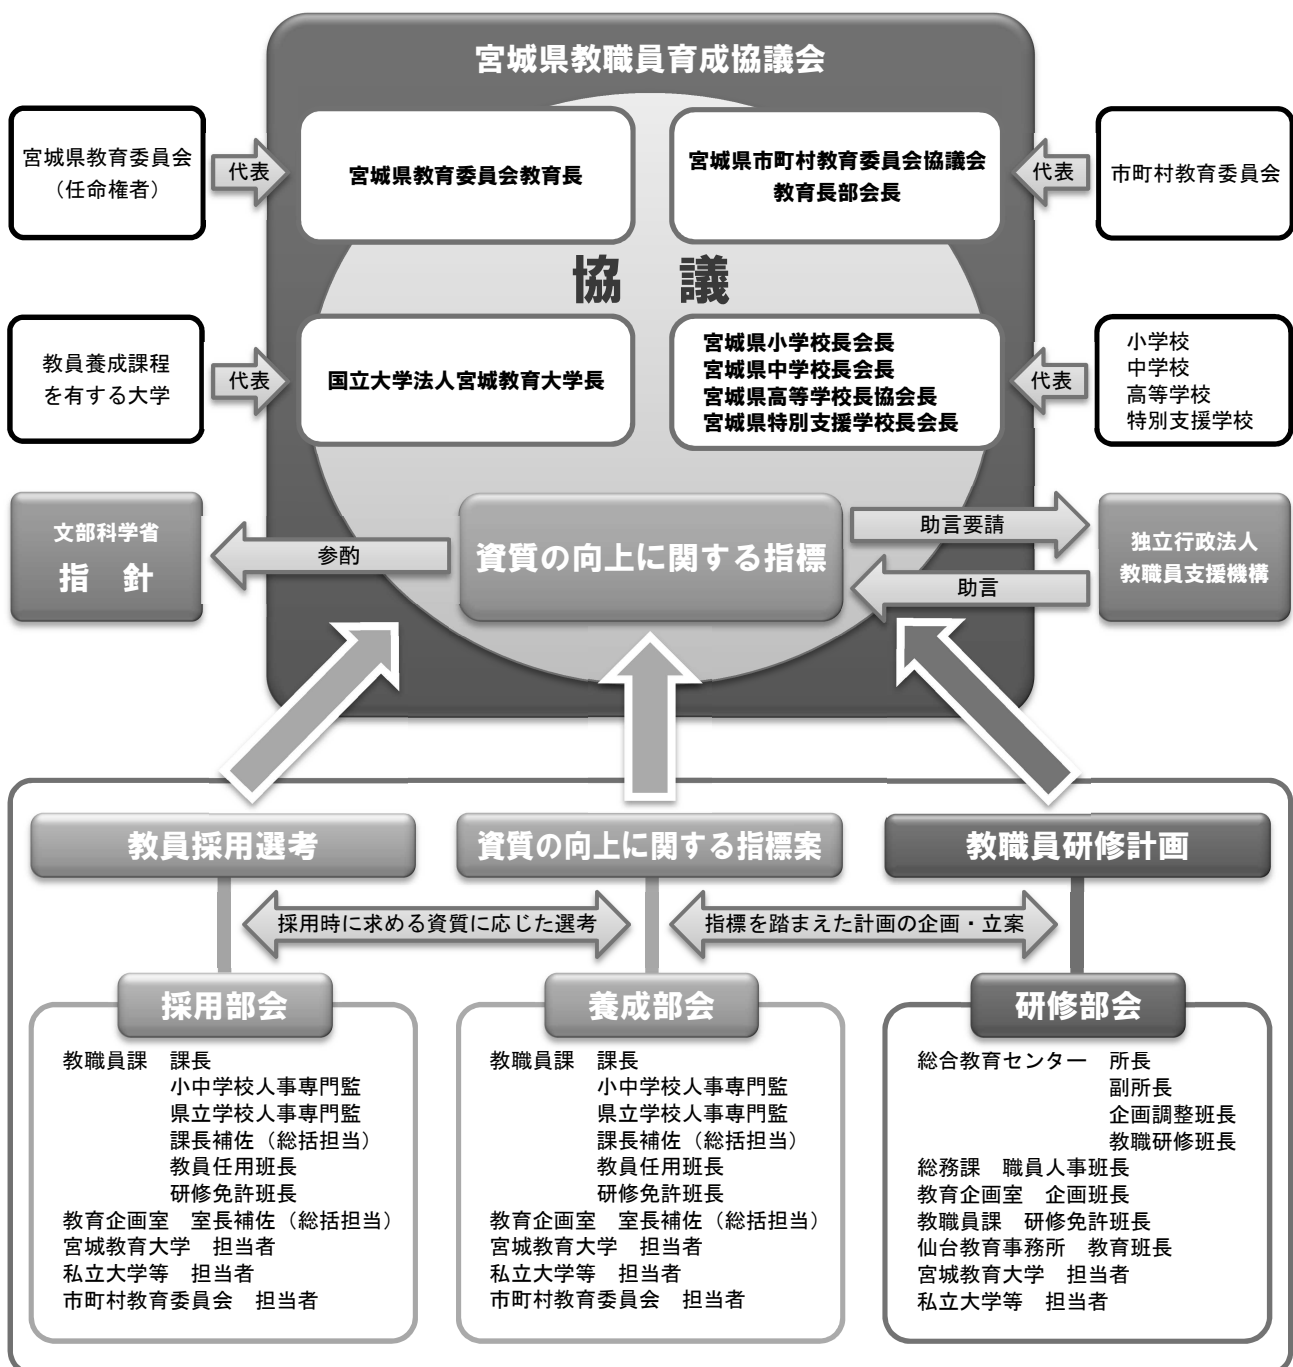 宮城県教職員育成協議会
宮城県教育委員会
（任命権者）
代表
宮城県教育委員会教育長
宮城県市町村教育委員会協議会
教育長部会長
代表
市町村教育委員会
協　議
教員養成課程
を有する大学
代表
国立大学法人宮城教育大学長
宮城県小学校長会長
宮城県中学校長会長
宮城県高等学校長協会長
宮城県特別支援学校長会長
代表
小学校
中学校
高等学校
特別支援学校
文部科学省
指　針
参酌
資質の向上に関する指標
助言要請
助言
独立行政法人
教職員支援機構
教員採用選考
資質の向上に関する指標案
教職員研修計画
採用時に求める資質に応じた選考
指標を踏まえた計画の企画・立案
採用部会
教職員課　課長
小中学校人事専門監
県立学校人事専門監
課長補佐（総括担当）
教員任用班長
研修免許班長
教育企画室　室長補佐（総括担当）
宮城教育大学　担当者
私立大学等　担当者
市町村教育委員会　担当者
養成部会
教職員課　課長
小中学校人事専門監
県立学校人事専門監
課長補佐（総括担当）
教員任用班長
研修免許班長
教育企画室　室長補佐（総括担当）
宮城教育大学　担当者
私立大学等　担当者
市町村教育委員会　担当者
研修部会
総合教育センター　所長
副所長
企画調整班長
教職研修班長
総務課　職員人事班長
教育企画室　企画班長
教職員課　研修免許班長
仙台教育事務所　教育班長
宮城教育大学　担当者
私立大学等　担当者